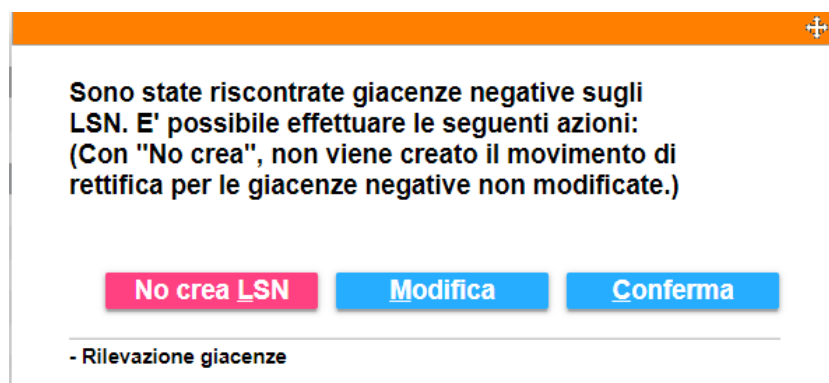 Sono state riscontrate giacenze negative sugli
LSN. E' possibile effettuare le seguenti azioni:
(Con "No crea", non viene creato il movimento di
rettifica per le giacenze negative non modificate.)
No crea LSN Modifica Conferma
- Rilevazione giacenze